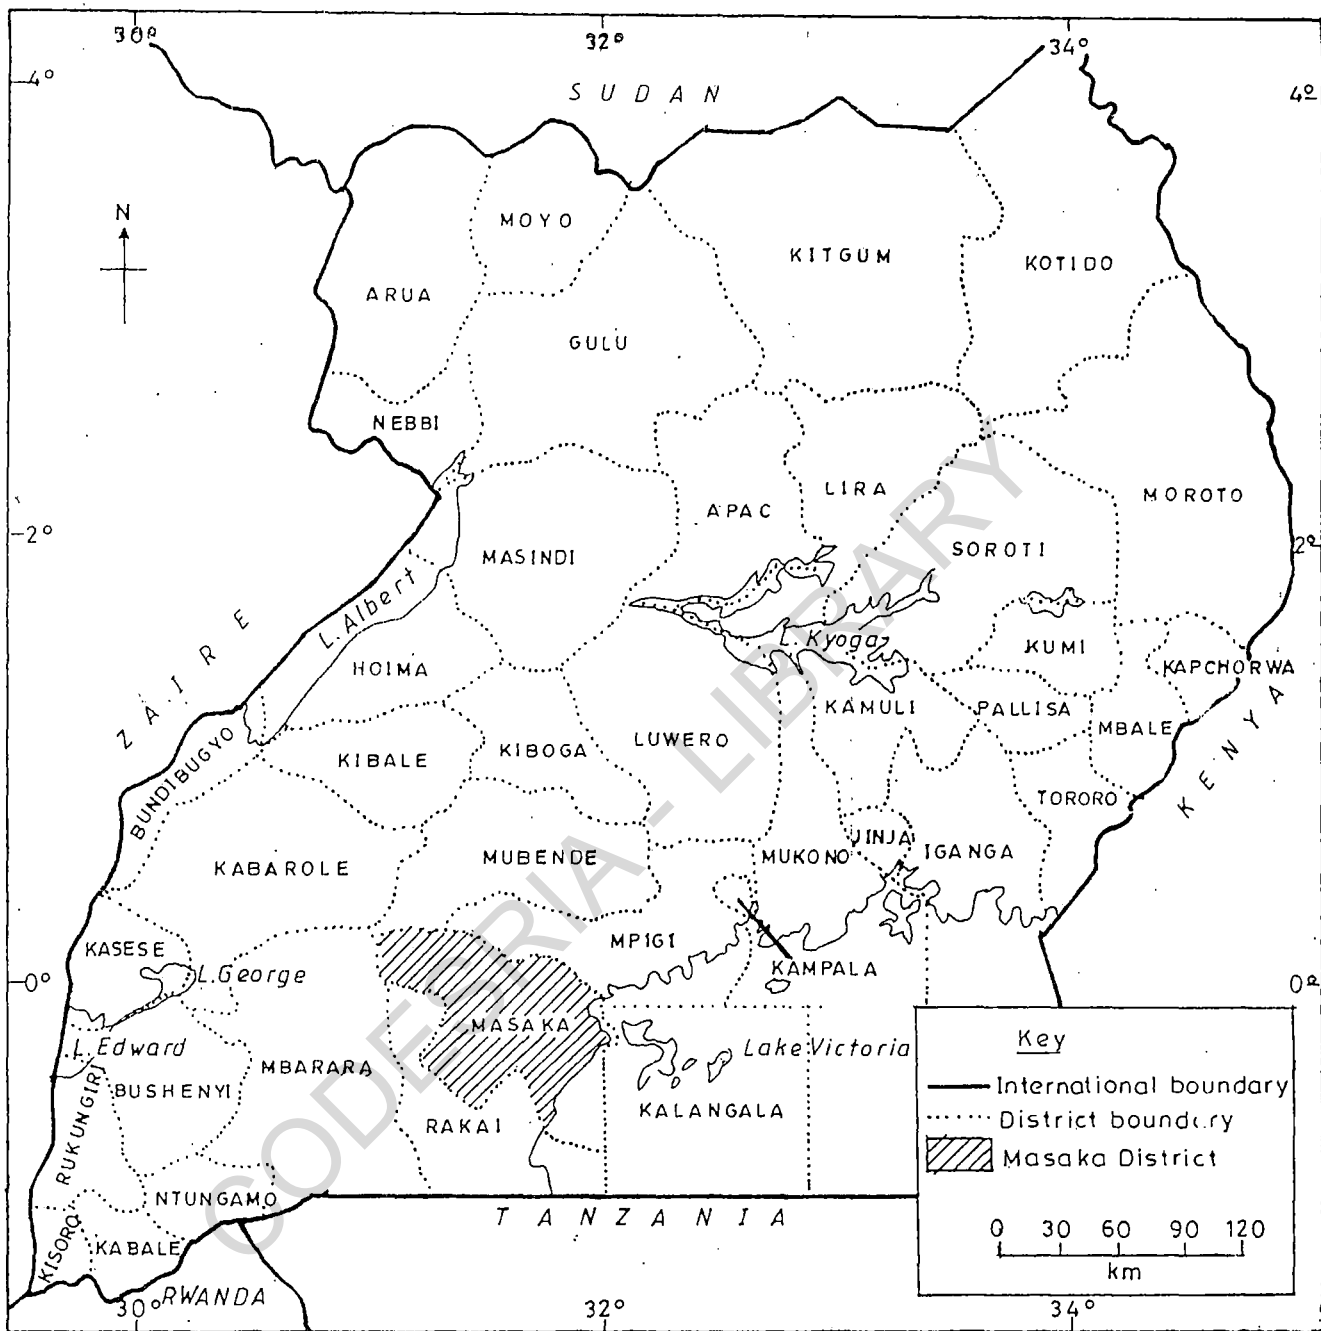 30°
32°
34°
4°
4º
SUDAN
N
MOYO
KITGUM
KOTIDO
ARUA
GULU
NEBBI
LIRA
MOROTO
APAC
2°
2º
SOROTI
MASINDI
L. Albert
ZAIRE
L. Kyoga
KUMI
KAPCHORWA
HOIMA
KAMULI
PALLISA
MBALE
KENYA
BUNDIBUGYO
KIBALE
KIBOGA
LUWERO
TORORO
JINJA
IGANGA
KABAROLE
MUBENDE
MUKONO
KASESE
MPIGI
KAMPALA
L. George
0°
0º
MASAKA
Lake Victoria
L. Edward
MBARARA
BUSHENYI
KALANGALA
RAKAI
RUKUNGIRI
NTUNGAMO
KISORO
KABALE
TANZANIA
RWANDA
Key
International boundary
District boundary
Masaka District
0 30 60 90 120
km
30°
32°
34°
CODESRIA - LIBRARY